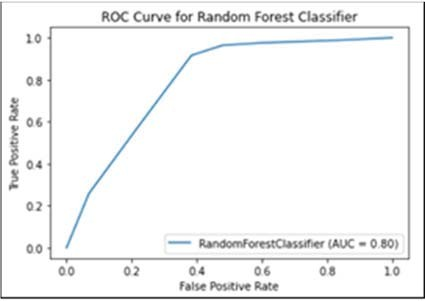 ROC Curve for Random Forest Classifier
True Positive Rate
1.0
0.8
0.6
0.4
0.2
0.0
RandomForestClassifier (AUC = 0.80)
0.0 0.2 0.4 0.6 0.8 1.0
False Positive Rate